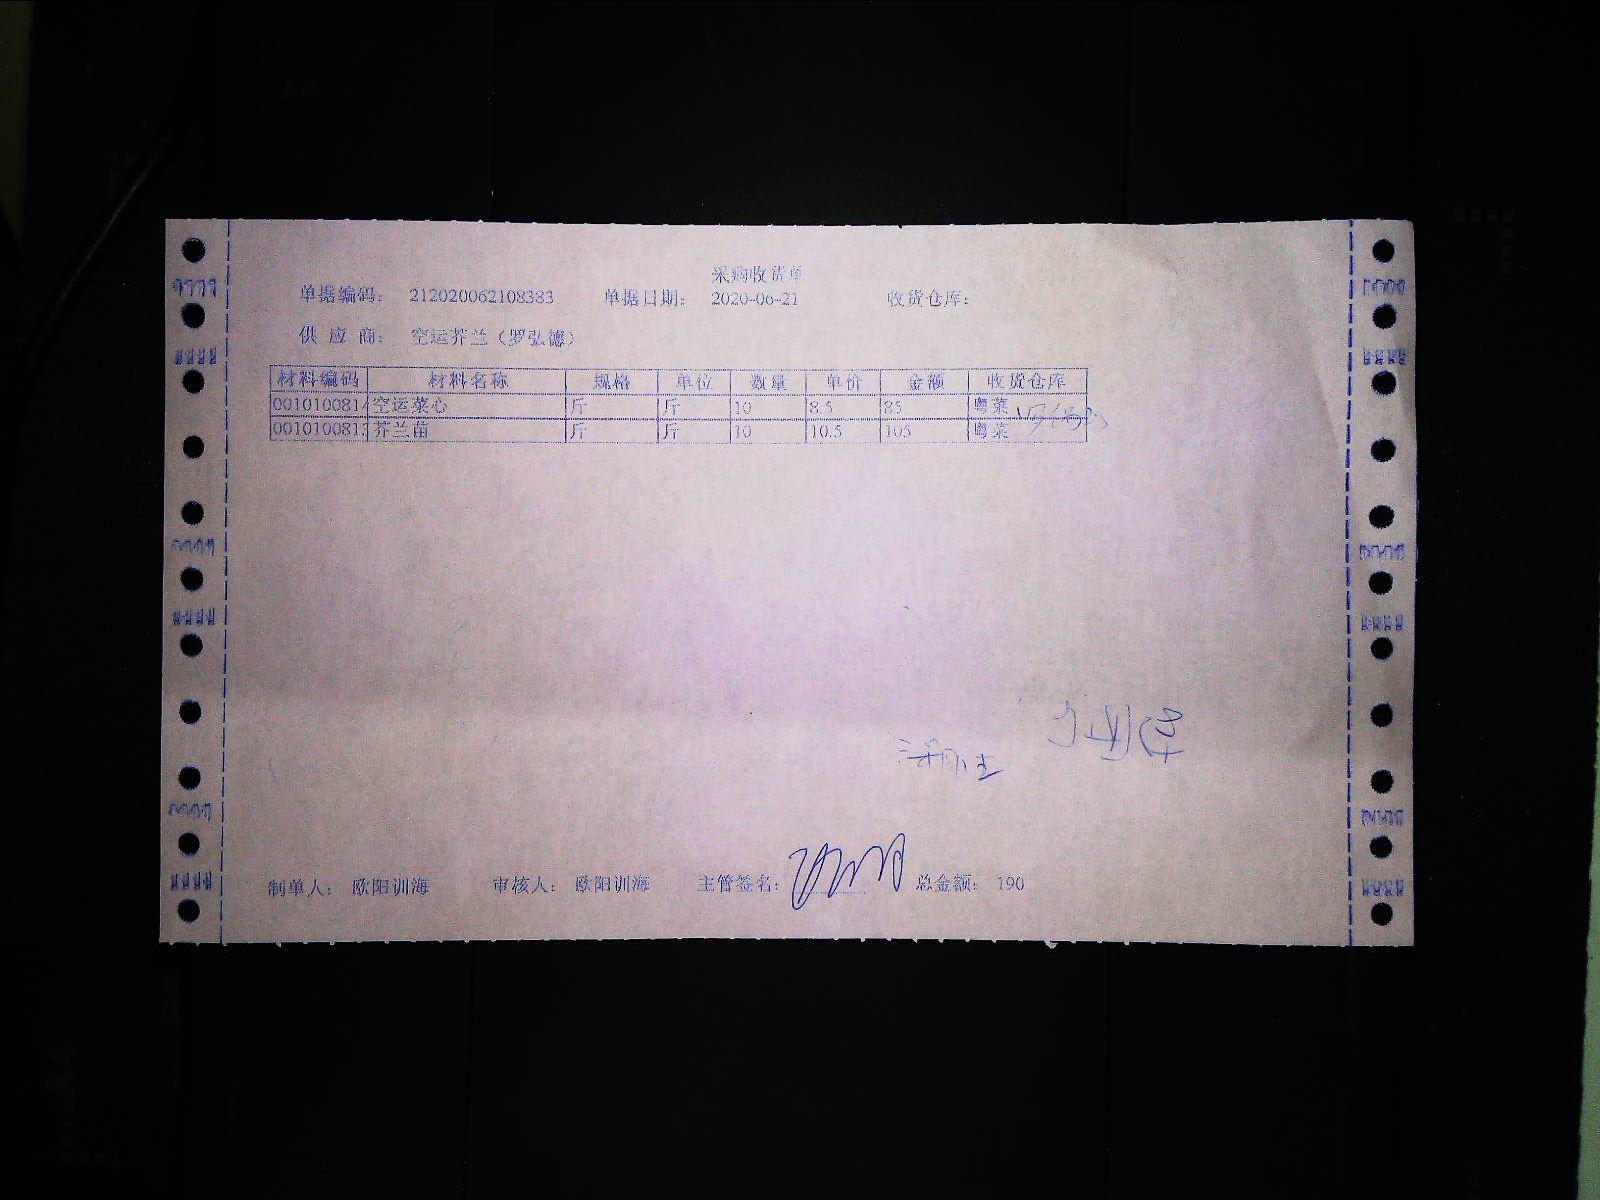 采购收货单
单据编码： 212020062108383 单据日期： 2020-06-21 收货仓库：
供 应 商： 空运芥兰（罗弘德）
材料编码 材料名称 规格 单位 数量 单价 金额 收货仓库
0010100814 空运菜心 斤 斤 10 8.5 85 粤菜
001010081 芥兰苗 斤 斤 10 10.5 105 粤菜
制单人： 欧阳训海 审核人： 欧阳训海 主管签名： 总金额： 190